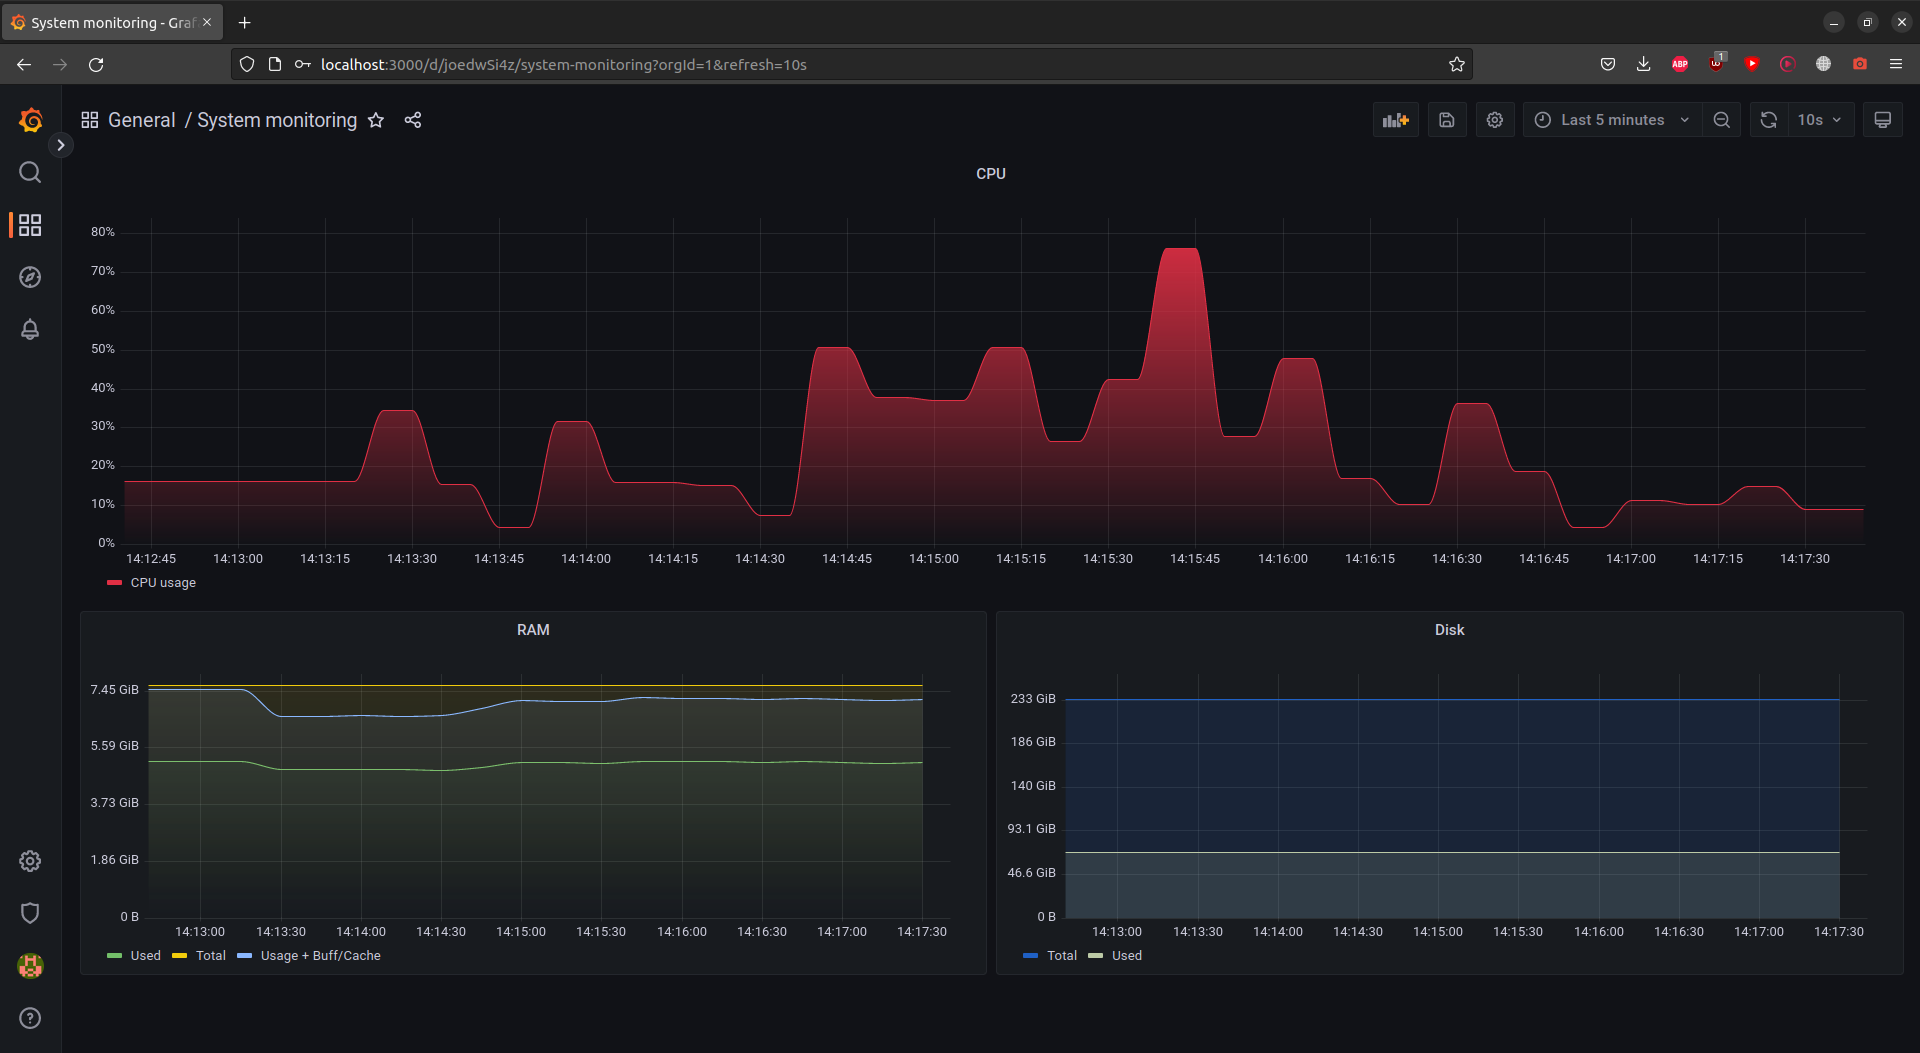 System monitoring - Graf
localhost:3000/d/joedwSi4z/system-monitoring?orgId=1&refresh=10s
ABP
1
General / System monitoring
Last 5 minutes
10s
CPU
80%
70%
60%
50%
40%
30%
20%
10%
0%
14:12:45 14:13:00 14:13:15 14:13:30 14:13:45 14:14:00 14:14:15 14:14:30 14:14:45 14:15:00 14:15:15 14:15:30 14:15:45 14:16:00 14:16:15 14:16:30 14:16:45 14:17:00 14:17:15 14:17:30
CPU usage
RAM
7.45 GiB
5.59 GiB
3.73 GiB
1.86 GiB
0 B
14:13:00 14:13:30 14:14:00 14:14:30 14:15:00 14:15:30 14:16:00 14:16:30 14:17:00 14:17:30
Used Total Usage + Buff/Cache
Disk
233 GiB
186 GiB
140 GiB
93.1 GiB
46.6 GiB
0 B
14:13:00 14:13:30 14:14:00 14:14:30 14:15:00 14:15:30 14:16:00 14:16:30 14:17:00 14:17:30
Total Used